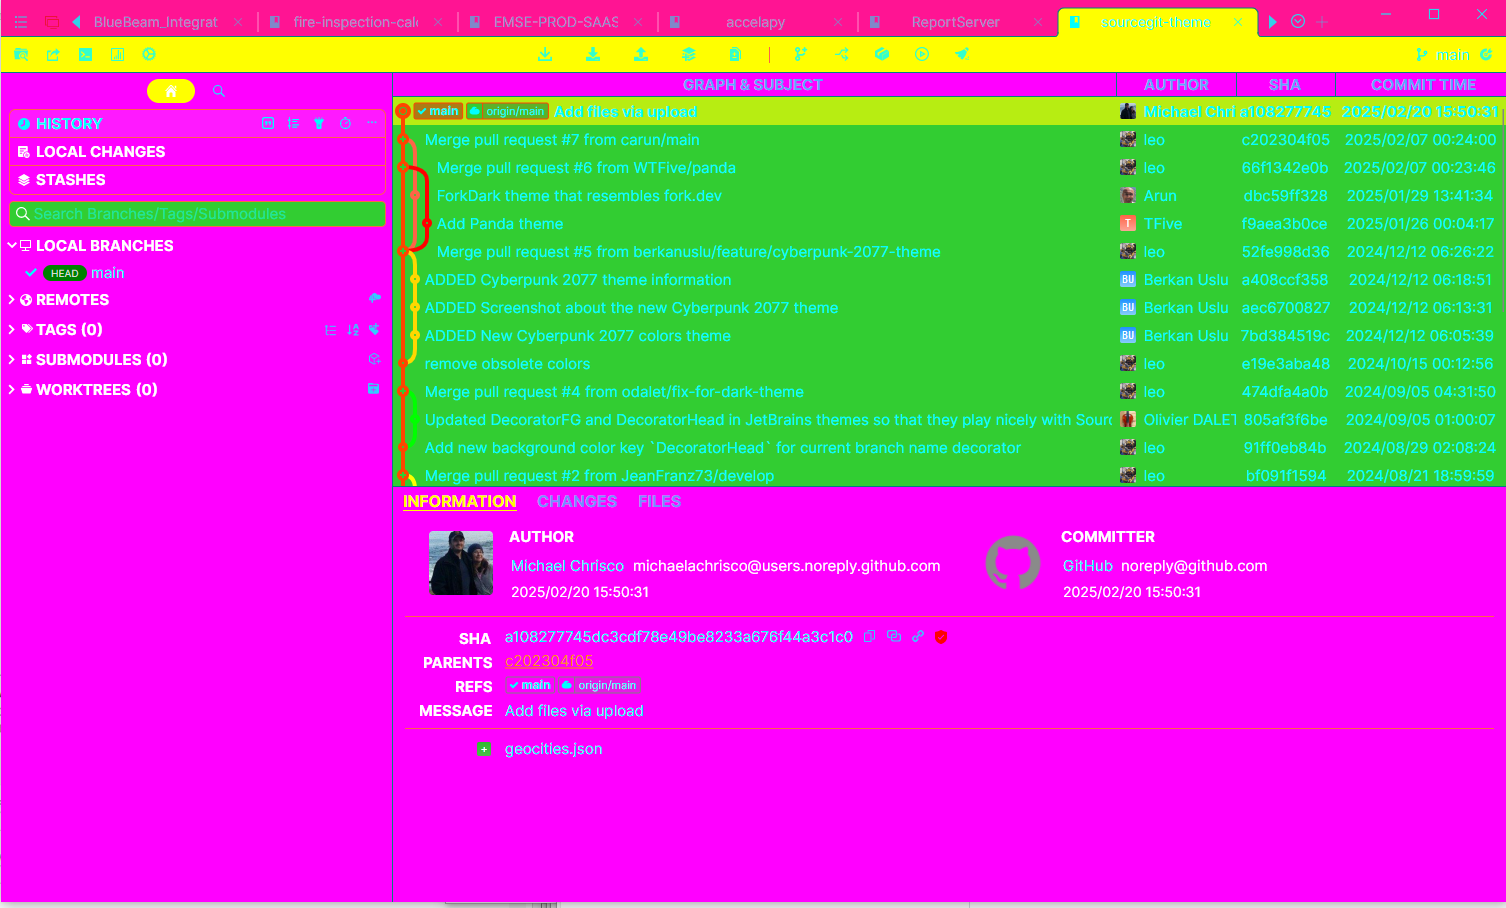 BlueBeam_Integrat
fire-inspection-cale
EMSE-PROD-SAAS
accelapy
ReportServer
sourcegit-theme
main
HISTORY
LOCAL CHANGES
STASHES
Search Branches/Tags/Submodules
LOCAL BRANCHES
HEAD main
REMOTES
TAGS (0)
SUBMODULES (0)
WORKTREES (0)
GRAPH & SUBJECT AUTHOR SHA COMMIT TIME
main origin/main Add files via upload Michael Chri a108277745 2025/02/20 15:50:31
Merge pull request #7 from carun/main leo c202304f05 2025/02/07 00:24:00
Merge pull request #6 from WTFive/panda leo 66f1342e0b 2025/02/07 00:23:46
ForkDark theme that resembles fork.dev Arun dbc59ff328 2025/01/29 13:41:34
Add Panda theme T TFive f9aea3b0ce 2025/01/26 00:04:17
Merge pull request #5 from berkanuslu/feature/cyberpunk-2077-theme leo 52fe998d36 2024/12/12 06:26:22
ADDED Cyberpunk 2077 theme information BU Berkan Uslu a408ccf358 2024/12/12 06:18:51
ADDED Screenshot about the new Cyberpunk 2077 theme BU Berkan Uslu aec6700827 2024/12/12 06:13:31
ADDED New Cyberpunk 2077 colors theme BU Berkan Uslu 7bd384519c 2024/12/12 06:05:39
remove obsolete colors leo e19e3aba48 2024/10/15 00:12:56
Merge pull request #4 from odalet/fix-for-dark-theme leo 474dfa4a0b 2024/09/05 04:31:50
Updated DecoratorFG and DecoratorHead in JetBrains themes so that they play nicely with Sourc Olivier DALET 805af3f6be 2024/09/05 01:00:07
Add new background color key `DecoratorHead` for current branch name decorator leo 91ff0eb84b 2024/08/29 02:08:24
Merge pull request #2 from JeanFranz73/develop leo bf091f1594 2024/08/21 18:59:59
INFORMATION CHANGES FILES
AUTHOR
Michael Chrisco michaelachrisco@users.noreply.github.com
2025/02/20 15:50:31
COMMITTER
GitHub noreply@github.com
2025/02/20 15:50:31
SHA a108277745dc3cdf78e49be8233a676f44a3c1c0
PARENTS c202304f05
REFS main origin/main
MESSAGE Add files via upload
geocities.json